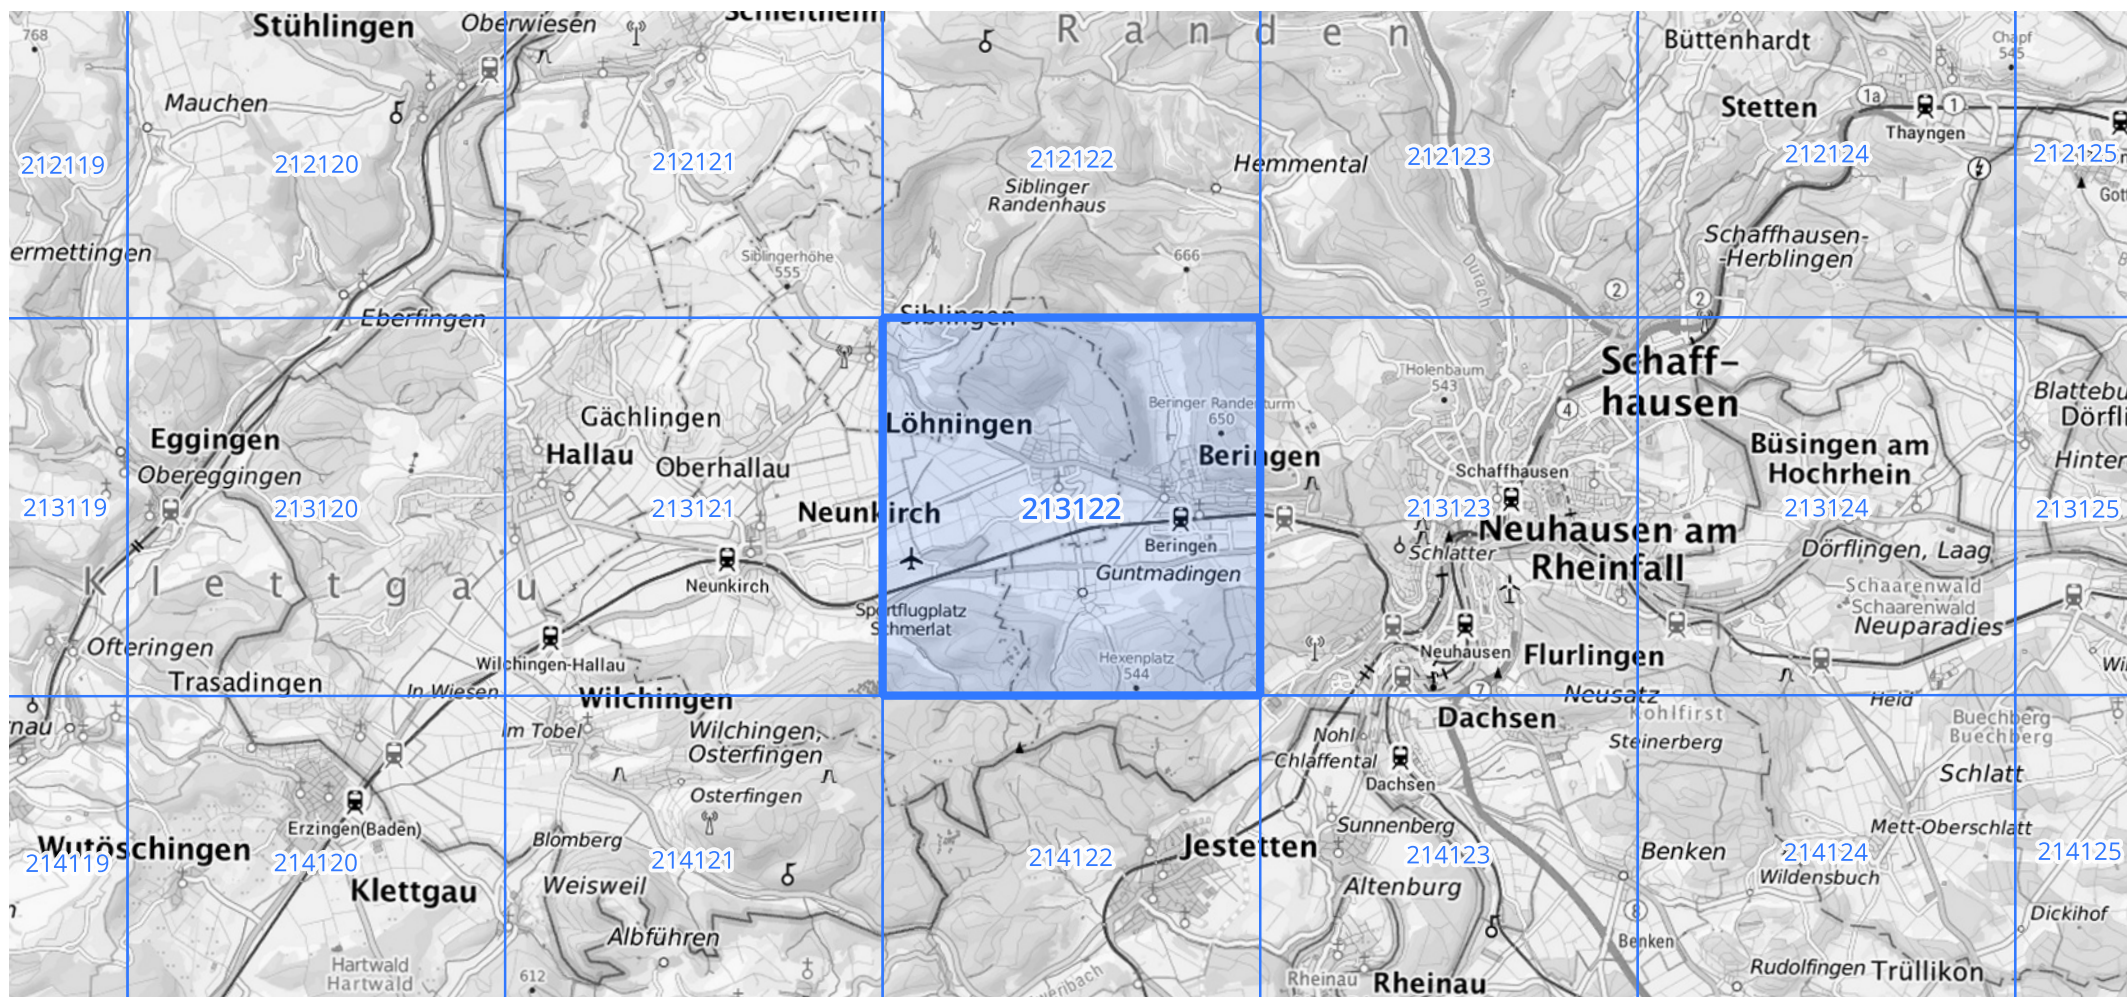 Stühlingen
Oberwiesen
Schleitheim
R a n d e n
Büttenhardt
Chapf
545
768
Mauchen
1a
1
Stetten
Thayngen
212119
212120
212121
212122
212123
212124
212125
Hemmental
Siblinger
Randenhaus
Got
ermettingen
Siblingerhöhe
555
666
Durach
Schaffhausen-
-Herblingen
2
2
Eberfingen
Siblingen
Schaff-
hausen
Holenbaum
543
Beringer Randenturm
650
4
Gächlingen
Löhningen
Eggingen
Obereggingen
Hallau
Oberhallau
Beringen
Büsingen am
Hochrhein
Blattebu
Dörfli
Hinter
Schaffhausen
213119
213120
213121
213122
213123
213124
213125
Neunkirch
Neuhausen am
Rheinfall
Schlatter
Beringen
Guntmadingen
Dörflingen, Laag
K l e t t g a u
Neunkirch
Schaarenwald
Schaarenwald
Neuparadies
Sportflugplatz
Schmerlat
Ofteringen
Wilchingen-Hallau
Hexenplatz
544
Neuhausen
Flurlingen
Trasadingen
In Wiesen
Wilchingen
7
Neusatz
Held
Kohlfirst
nau
Im Tobel
Wilchingen,
Osterfingen
Dachsen
Nohl
Steinerberg
Buechberg
Buechberg
Chlaffental
Dachsen
Schlatt
Osterfingen
Erzingen(Baden)
Blomberg
Sunnenberg
Mett-Oberschlatt
Wutöschingen
Jestetten
Benken
214119
214120
214121
214122
214123
214124
214125
Klettgau
Weisweil
Altenburg
Wildensbuch
8
Dickihof
Albführen
Benken
Hartwald
Hartwald
612
Rheinau
Rheinau
Rudolfingen
Trüllikon